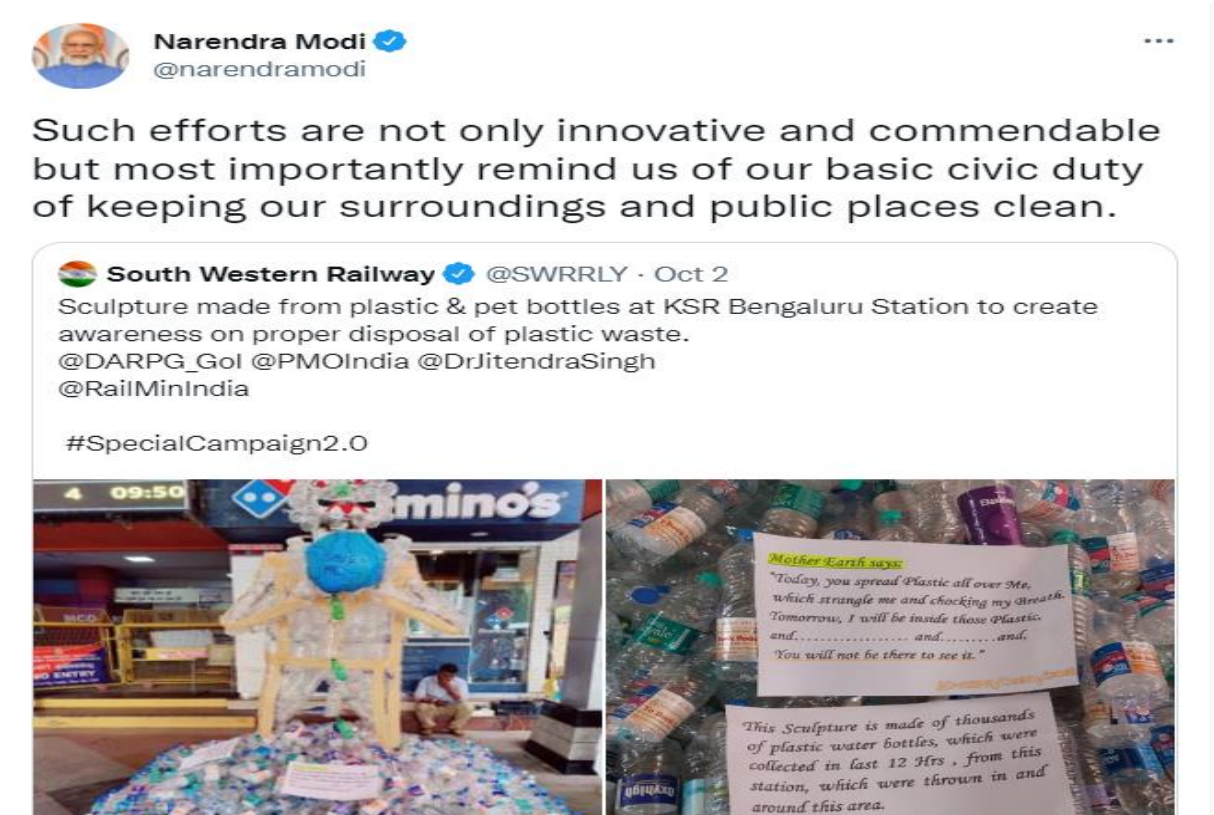 Narendra Modi
@narendramodi
Such efforts are not only innovative and commendable
but most importantly remind us of our basic civic duty
of keeping our surroundings and public places clean.
South Western Railway @SWRRLY · Oct 2
Sculpture made from plastic & pet bottles at KSR Bengaluru Station to create
awareness on proper disposal of plastic waste.
@DARPG_GoI @PMOIndia @DrJitendraSingh
@RailMinIndia
#SpecialCampaign2.0
4 09:50
mino's
NO ENTRY
Mother Earth says:
"Today, you spread Plastic all over Me,
which strangle me and chocking my Breath.
Tomorrow, I will be inside those Plastic,
and.................. and..........and,
You will not be there to see it."
This Sculpture is made of thousands
of plastic water bottles, which were
collected in last 12 Hrs , from this
station, which were thrown in and
around this area.